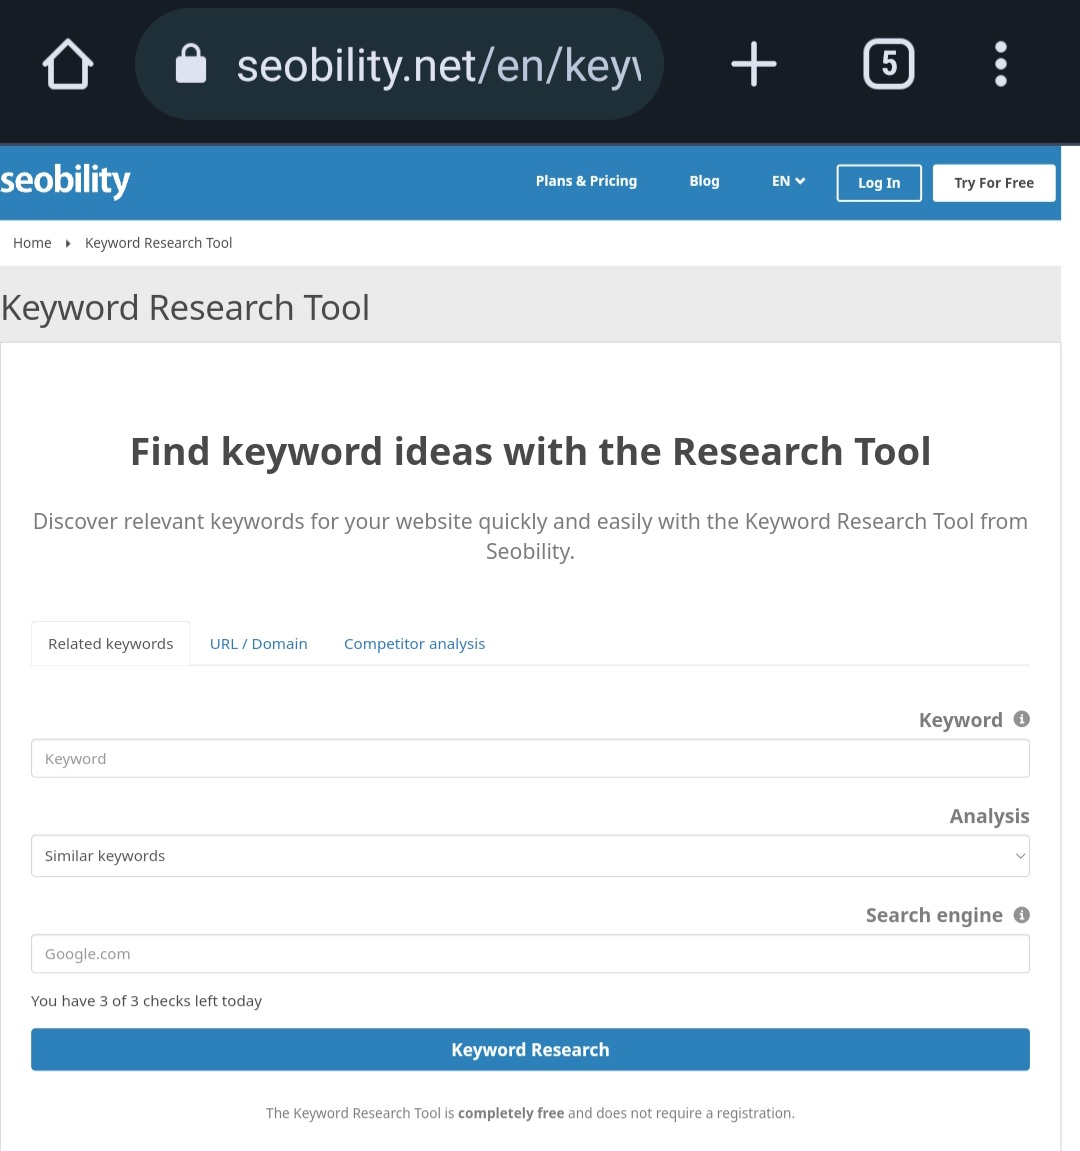 seobility.net/en/key
5
seobility
Plans & Pricing
Blog
EN
Log In
Try For Free
Home
Keyword Research Tool
Keyword Research Tool
Find keyword ideas with the Research Tool
Discover relevant keywords for your website quickly and easily with the Keyword Research Tool from
Seobility.
Related keywords
URL / Domain
Competitor analysis
Keyword
Keyword
Analysis
Similar keywords
Search engine
Google.com
You have 3 of 3 checks left today
Keyword Research
The Keyword Research Tool is completely free and does not require a registration.